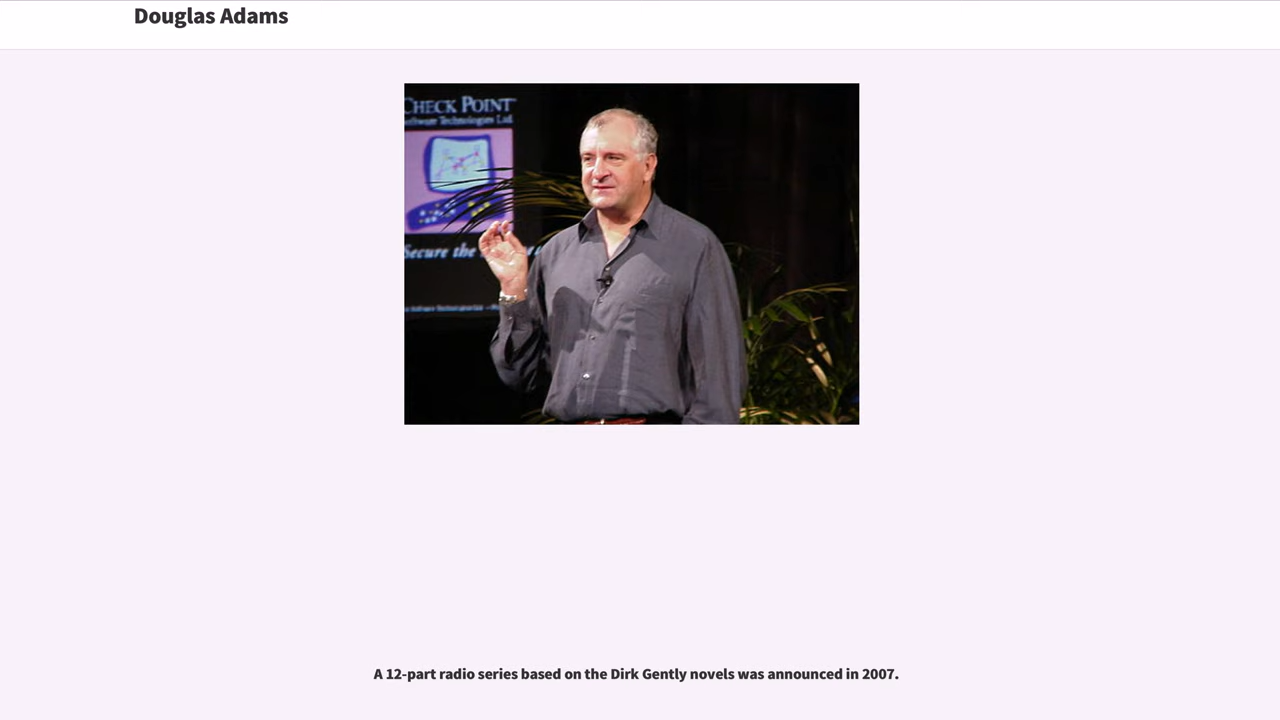 Douglas Adams
CHECK POINT
Software Technologies Ltd.
Secure the
A 12-part radio series based on the Dirk Gently novels was announced in 2007.